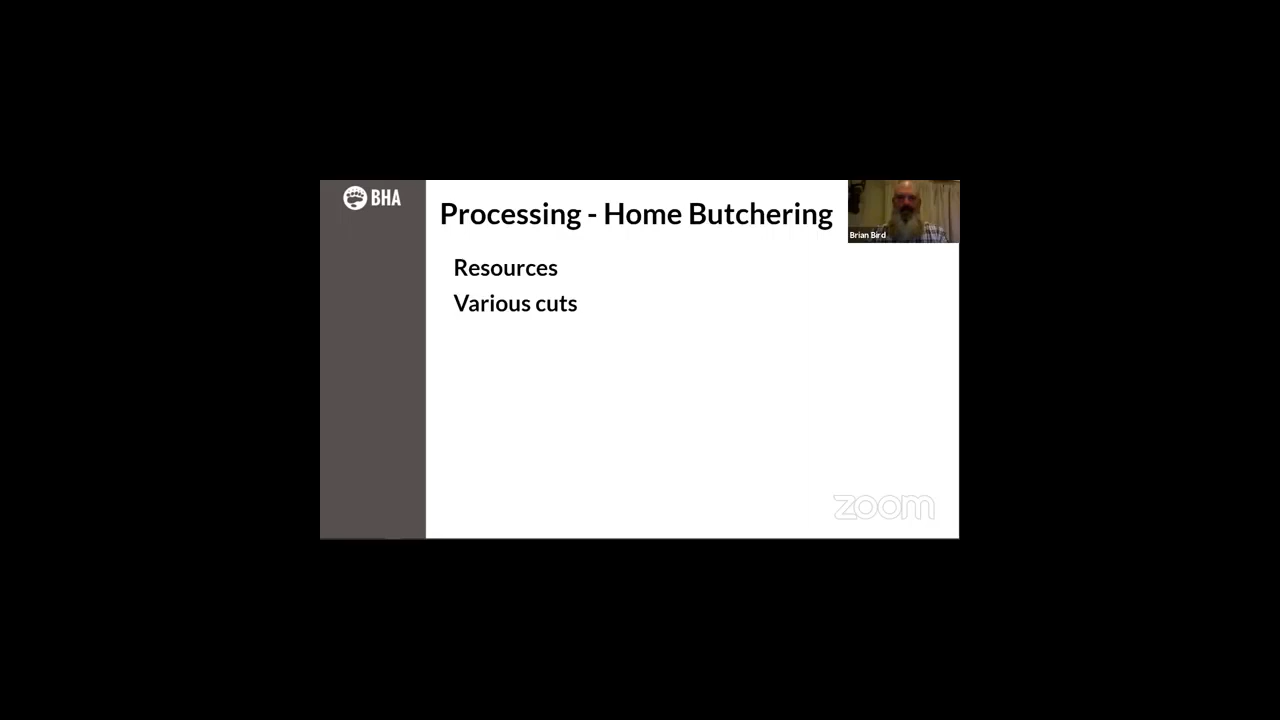 BHA
Processing - Home Butchering
Brian Bird
Resources
Various cuts
zoom